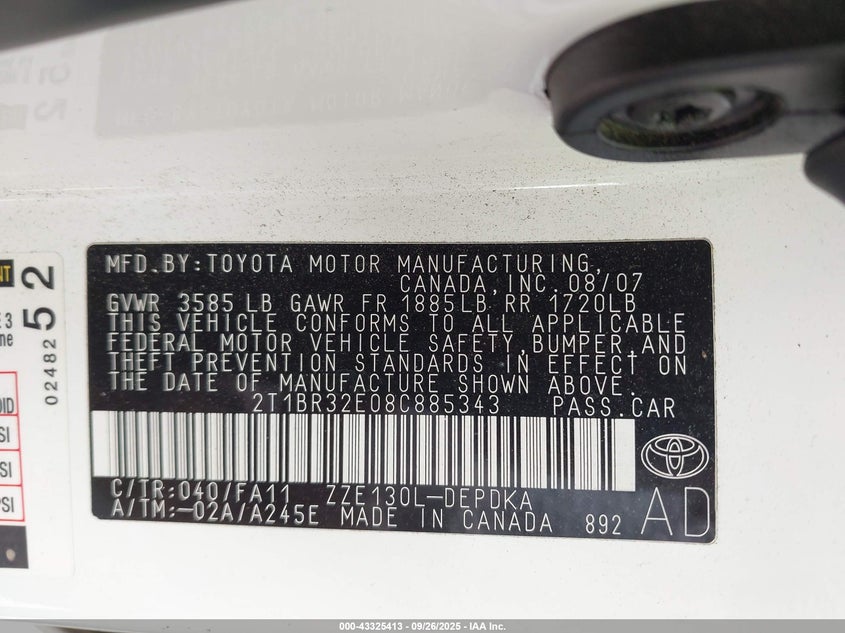 MFD.BY:TOYOTA MOTOR MANUFACTURING,
CANADA,INC.08/07
GVWR 3585 LB GAWR FR 1885LB RR 1720LB
THIS VEHICLE CONFORMS TO ALL APPLICABLE
FEDERAL MOTOR VEHICLE SAFETY,BUMPER,AND
THEFT PREVENTION STANDARDS IN EFFECT ON
THE DATE OF MANUFACTURE SHOWN ABOVE.
2T1BR32E08C885343 PASS.CAR
C/TR:040/FA11 ZZE130L-DEPDKA
A/TM:-02A/A245E MADE IN CANADA 892
AD
02482
52
000-43325413 - 09/26/2025 - IAA Inc.